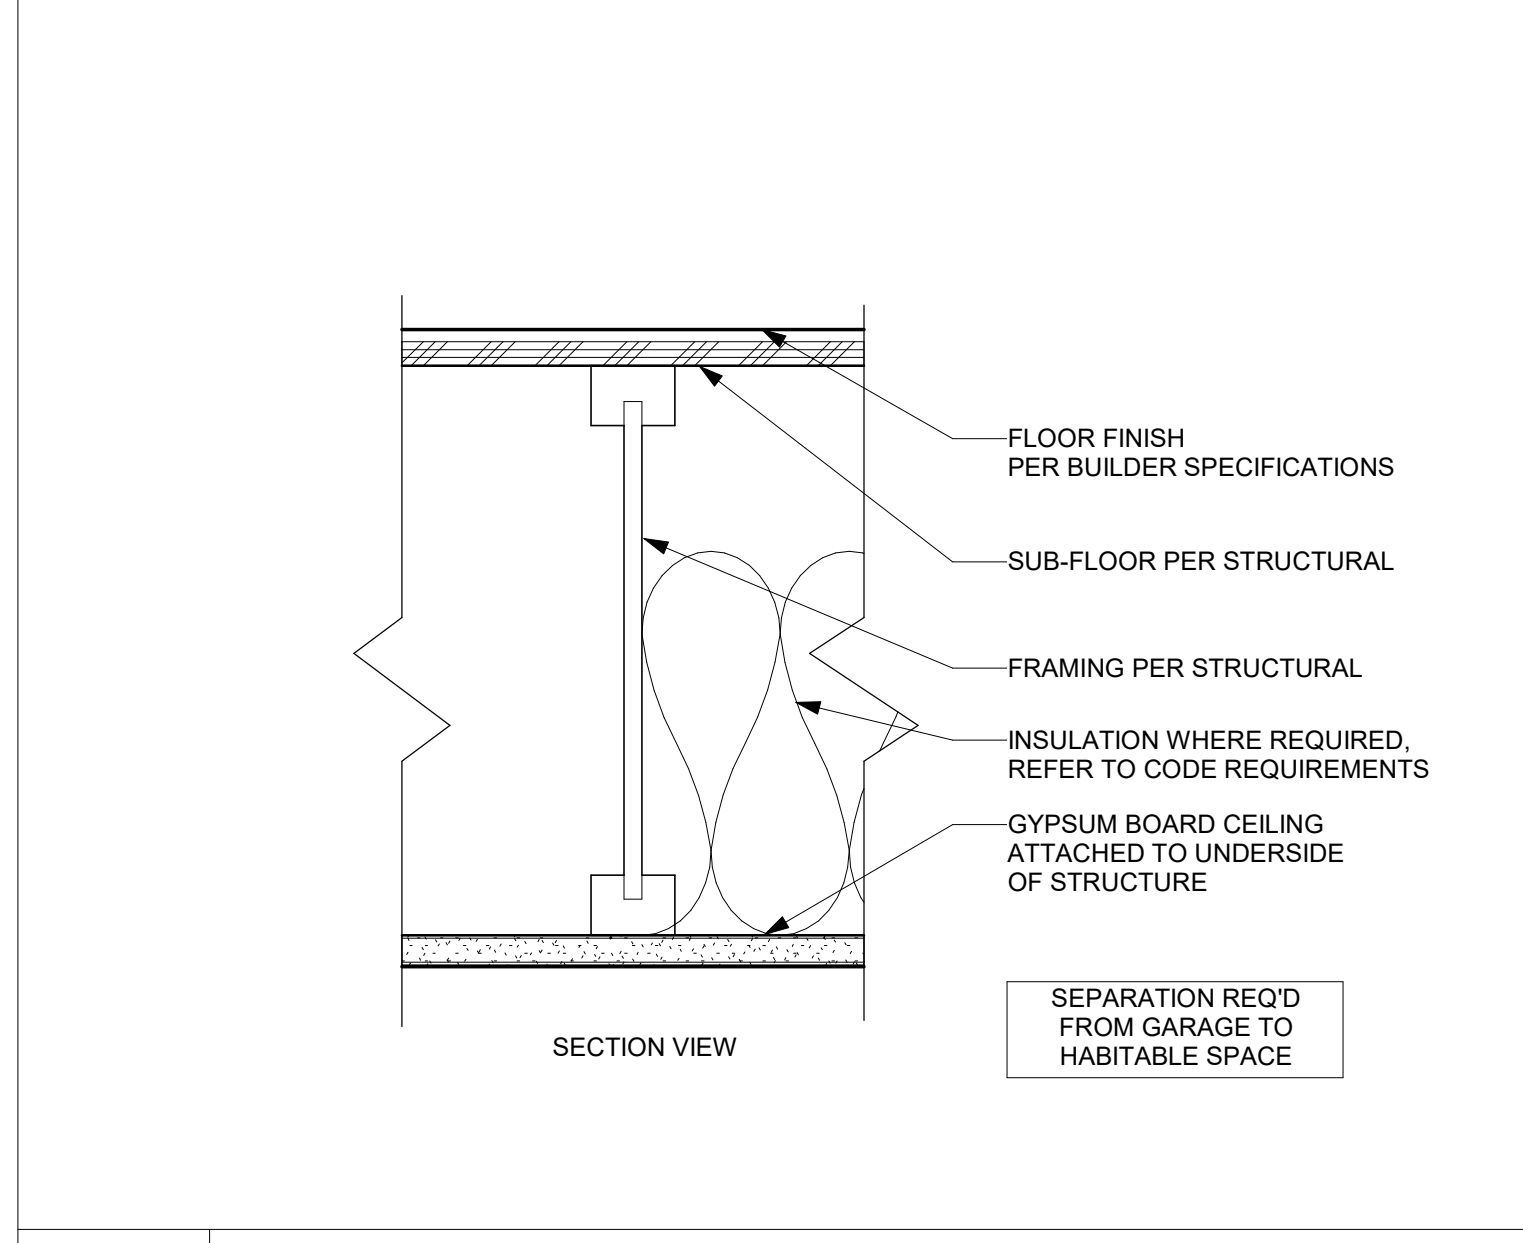 FLOOR FINISH
PER BUILDER SPECIFICATIONS
SUB-FLOOR PER STRUCTURAL
FRAMING PER STRUCTURAL
INSULATION WHERE REQUIRED,
REFER TO CODE REQUIREMENTS
GYPSUM BOARD CEILING
ATTACHED TO UNDERSIDE
OF STRUCTURE
SEPARATION REQ'D
FROM GARAGE TO
HABITABLE SPACE
SECTION VIEW